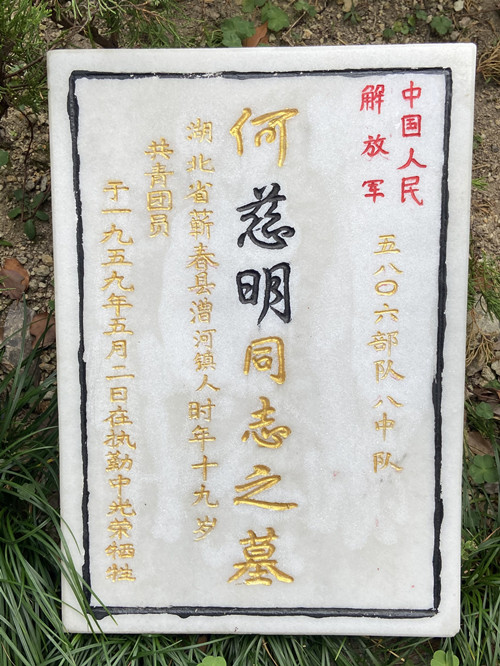 中国人民
解放军
五八〇六部队八中队
何慈明同志之墓
湖北省蕲春县漕河镇人时年十九岁
共青团员
于一九五九年五月二日在执勤中光荣牺牲